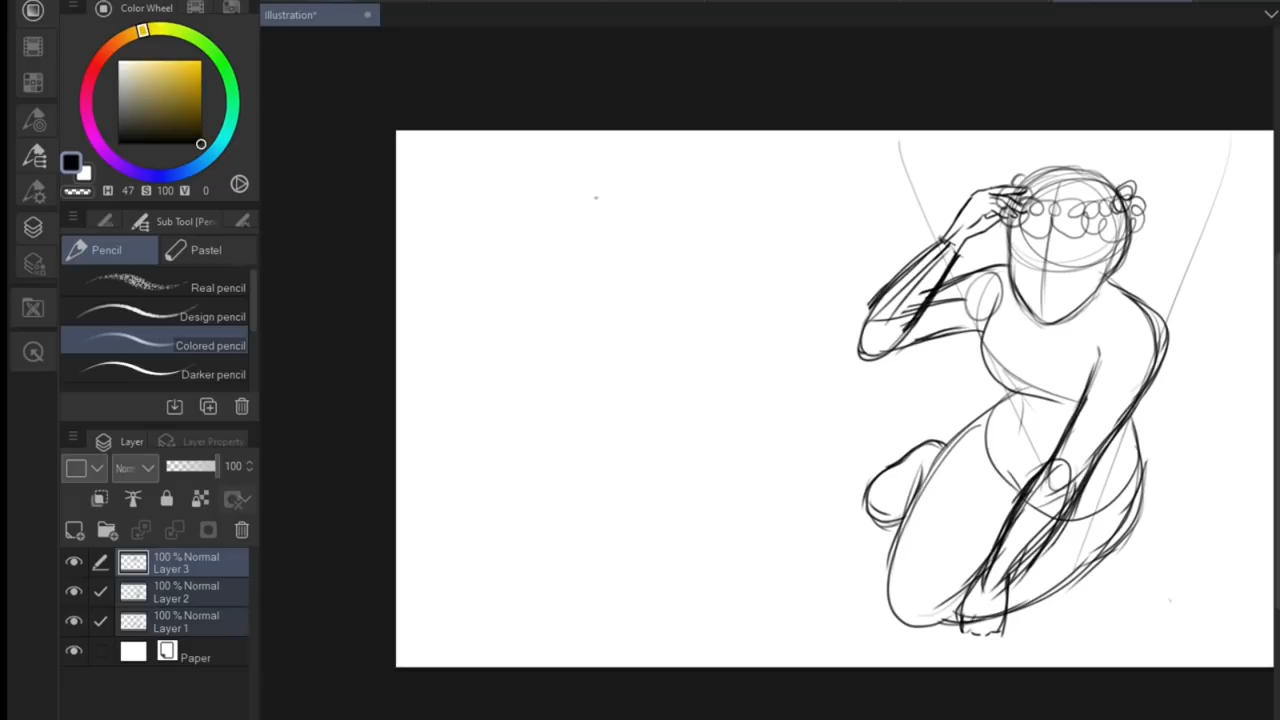 Color Wheel
Illustration*
H 47 S 100 V 0
Sub Tool [Pen
Pencil
Pastel
Real pencil
Design pencil
Colored pencil
Darker pencil
Layer
Layer Property
Norm
100
100 % Normal
Layer 3
100 % Normal
Layer 2
100 % Normal
Layer 1
Paper